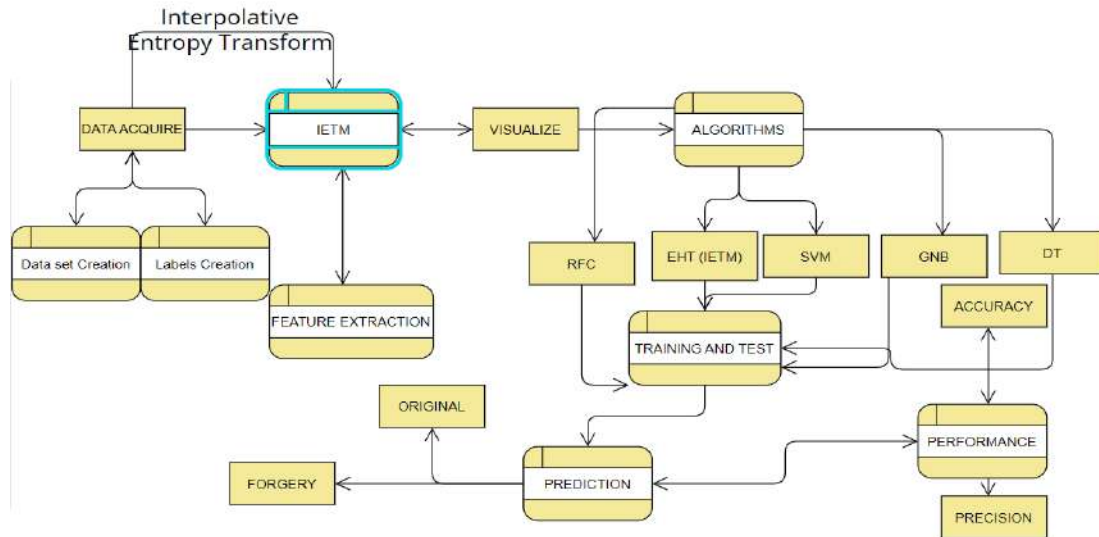 Interpolative
Entropy Transform
DATA ACQUIRE
IETM
VISUALIZE
ALGORITHMS
Data set Creation
Labels Creation
RFC
EHT (IETM)
SVM
GNB
DT
FEATURE EXTRACTION
ACCURACY
TRAINING AND TEST
ORIGINAL
PERFORMANCE
FORGERY
PREDICTION
PRECISION